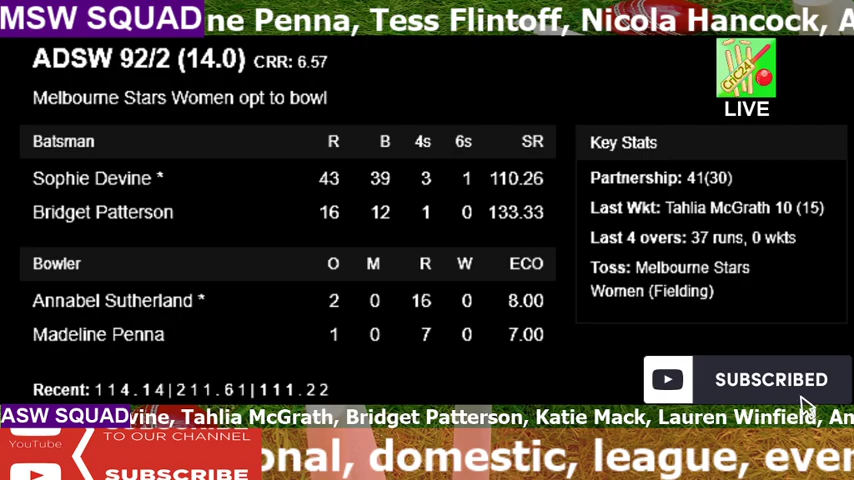 MSW SQUAD ne Penna, Tess Flintoff, Nicola Hancock, A
ADSW 92/2 (14.0) CRR: 6.57
Melbourne Stars Women opt to bowl
CriC24
LIVE
Batsman R B 4s 6s SR
Sophie Devine * 43 39 3 1 110.26
Bridget Patterson 16 12 1 0 133.33
Bowler O M R W ECO
Annabel Sutherland * 2 0 16 0 8.00
Madeline Penna 1 0 7 0 7.00
Recent: 1 1 4 . 1 4 | 2 1 1 . 6 1 | 1 1 1 . 2 2
Key Stats
Partnership: 41(30)
Last Wkt: Tahlia McGrath 10 (15)
Last 4 overs: 37 runs, 0 wkts
Toss: Melbourne Stars
Women (Fielding)
SUBSCRIBED
ASW SQUAD vine, Tahlia McGrath, Bridget Patterson, Katie Mack, Lauren Winfield, An
YouTube
TO OUR CHANNEL
SUBSCRIBE
onal, domestic, league, ever